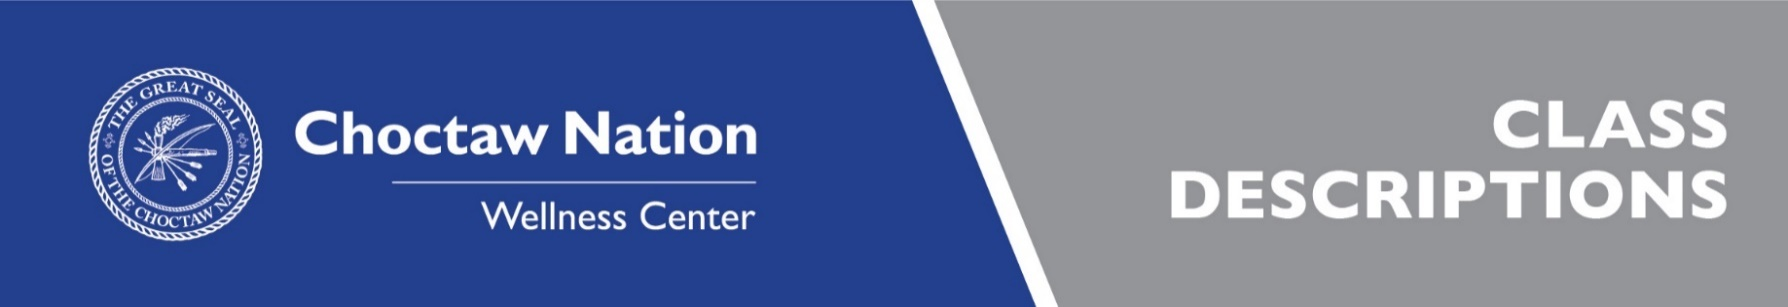 THE GREAT SEAL
OF THE CHOCTAW NATION
Choctaw Nation
Wellness Center
CLASS
DESCRIPTIONS